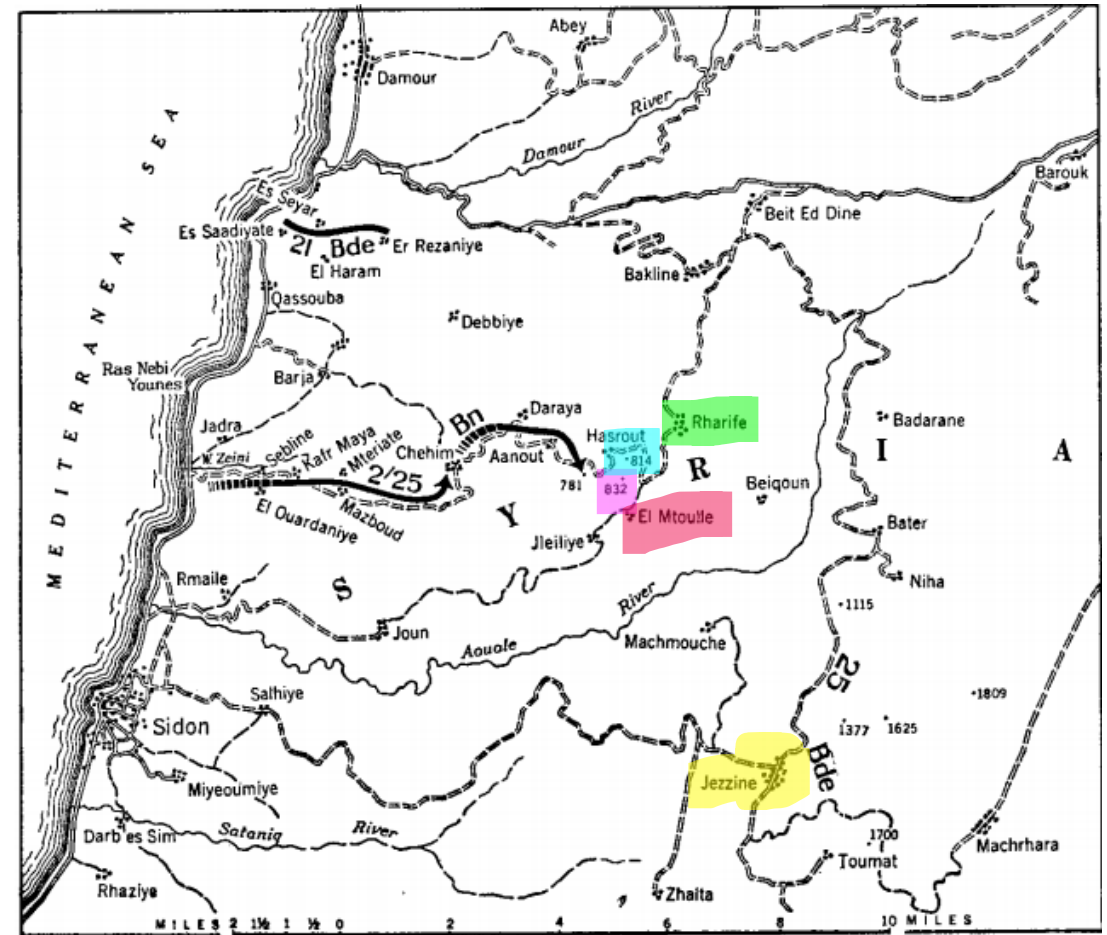 Abey
Damour
River
Damour
Barouk
MEDITERRANEAN SEA
Es Seyar
Es Saadiyate
21 Bde
Er Rezaniye
El Haram
Beit Ed Dine
Bakline
Qassouba
Debbiye
Ras Nebi
Younes
Barja
Jadra
Daraya
Bn
Hasrout
Rharife
Badarane
W. Zeini
Sebline
Kafr Maya
Mteriate
Chehim
Aanout
814
S Y R I A
2/25
781
832
Beiqoun
El Ouardaniye
Mazboud
El Mtoulle
Jleiliye
Bater
Niha
Rmaile
Joun
River
Aouale
Machmouche
1115
25
Bde
Salhiye
1809
Sidon
1377
1625
Jezzine
Miyeoumiye
Darb es Sim
Sataniq
River
1700
Toumat
Machrhara
Rhaziye
Zhalta
MILES 2 1½ 1 ½ 0 2 4 6 8 10 MILES